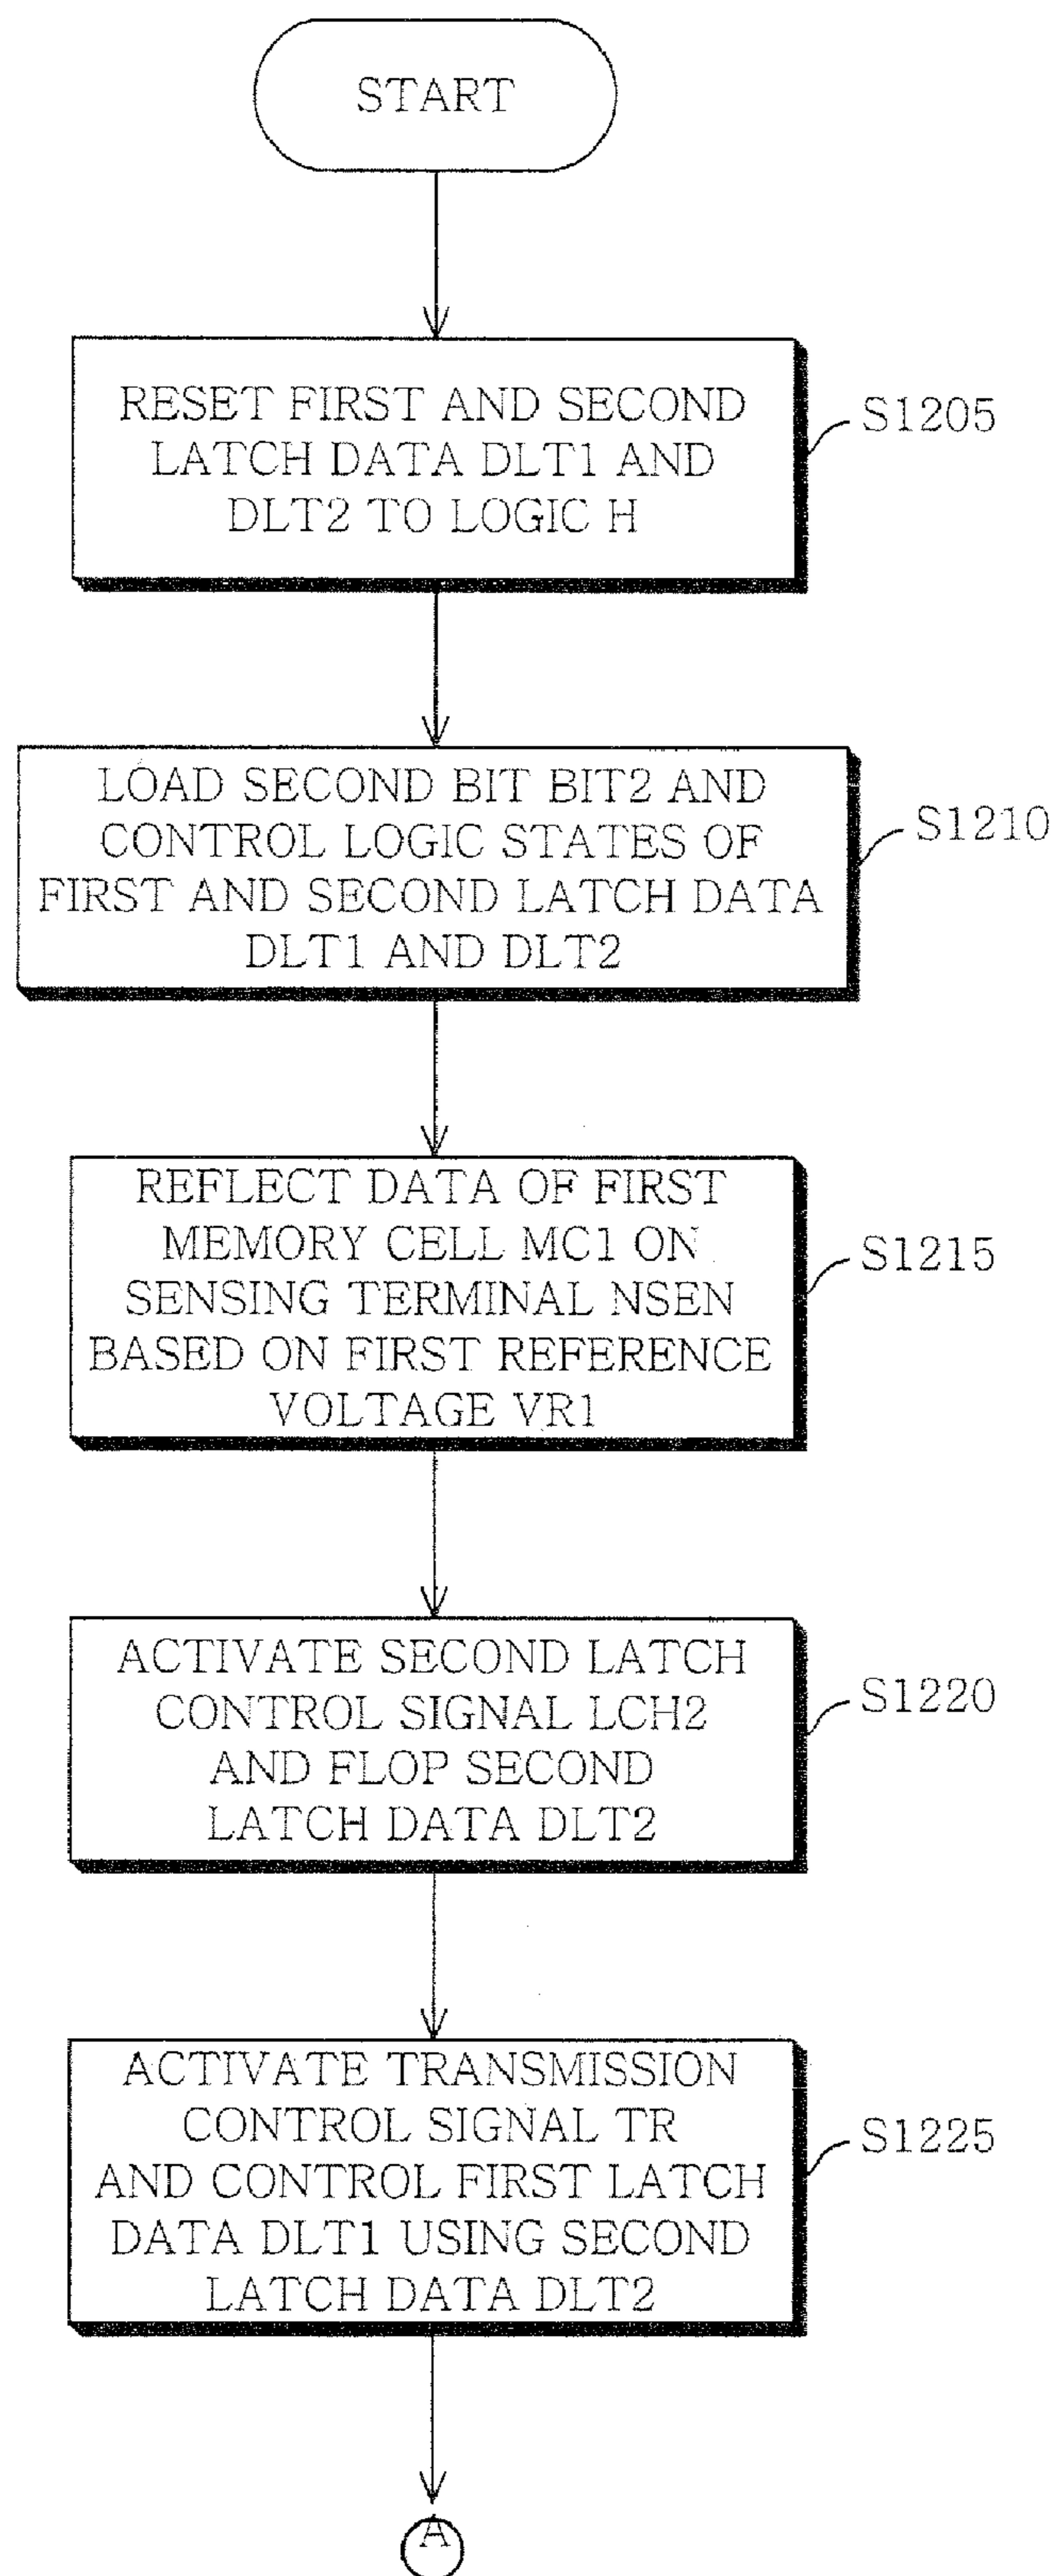 START
RESET FIRST AND SECOND
LATCH DATA DLT1 AND
DLT2 TO LOGIC H
S1205
LOAD SECOND BIT BIT2 AND
CONTROL LOGIC STATES OF
FIRST AND SECOND LATCH DATA
DLT1 AND DLT2
S1210
REFLECT DATA OF FIRST
MEMORY CELL MC1 ON
SENSING TERMINAL NSEN
BASED ON FIRST REFERENCE
VOLTAGE VR1
S1215
ACTIVATE SECOND LATCH
CONTROL SIGNAL LCH2
AND FLOP SECOND
LATCH DATA DLT2
S1220
ACTIVATE TRANSMISSION
CONTROL SIGNAL TR
AND CONTROL FIRST LATCH
DATA DLT1 USING SECOND
LATCH DATA DLT2
S1225
A